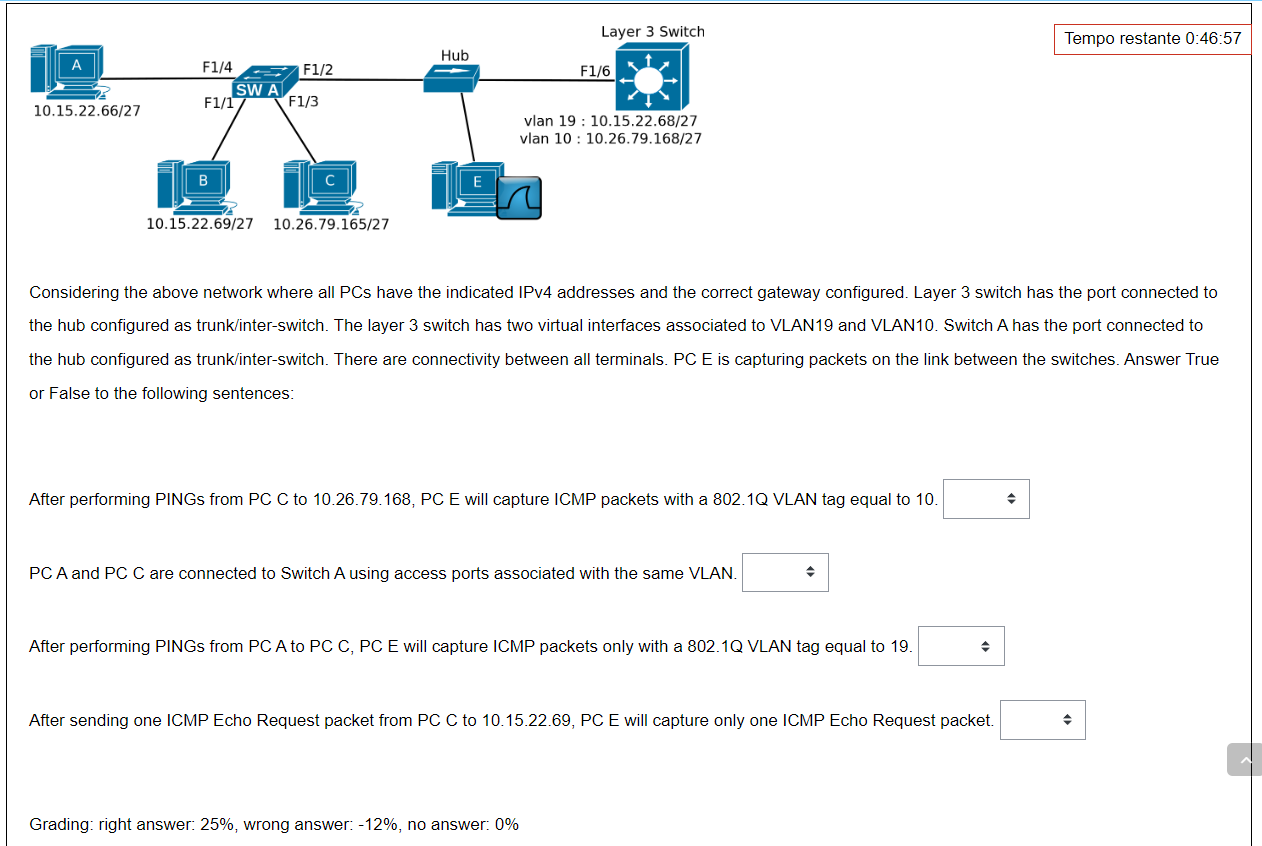 Layer 3 Switch
Tempo restante 0:46:57
A
F1/4
F1/2
Hub
F1/6
SW A
10.15.22.66/27
F1/1
F1/3
vlan 19 : 10.15.22.68/27
vlan 10 : 10.26.79.168/27
B
C
E
10.15.22.69/27
10.26.79.165/27
Considering the above network where all PCs have the indicated IPv4 addresses and the correct gateway configured. Layer 3 switch has the port connected to
the hub configured as trunk/inter-switch. The layer 3 switch has two virtual interfaces associated to VLAN19 and VLAN10. Switch A has the port connected to
the hub configured as trunk/inter-switch. There are connectivity between all terminals. PC E is capturing packets on the link between the switches. Answer True
or False to the following sentences:
After performing PINGs from PC C to 10.26.79.168, PC E will capture ICMP packets with a 802.1Q VLAN tag equal to 10.
PC A and PC C are connected to Switch A using access ports associated with the same VLAN.
After performing PINGs from PC A to PC C, PC E will capture ICMP packets only with a 802.1Q VLAN tag equal to 19.
After sending one ICMP Echo Request packet from PC C to 10.15.22.69, PC E will capture only one ICMP Echo Request packet.
Grading: right answer: 25%, wrong answer: -12%, no answer: 0%